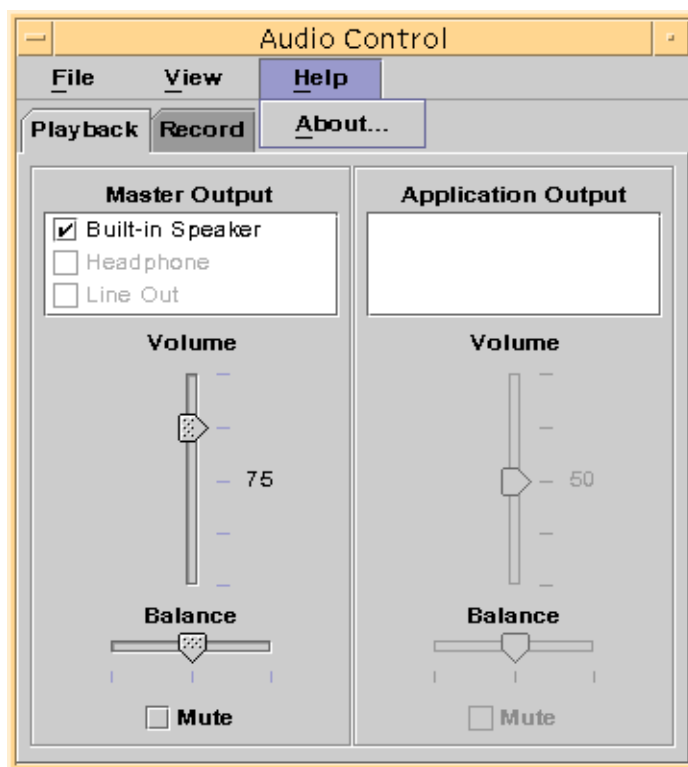 Audio Control
File View Help
Playback Record About...
Master Output
Built-in Speaker
Headphone
Line Out
Volume
75
Balance
Mute
Application Output
Volume
50
Balance
Mute